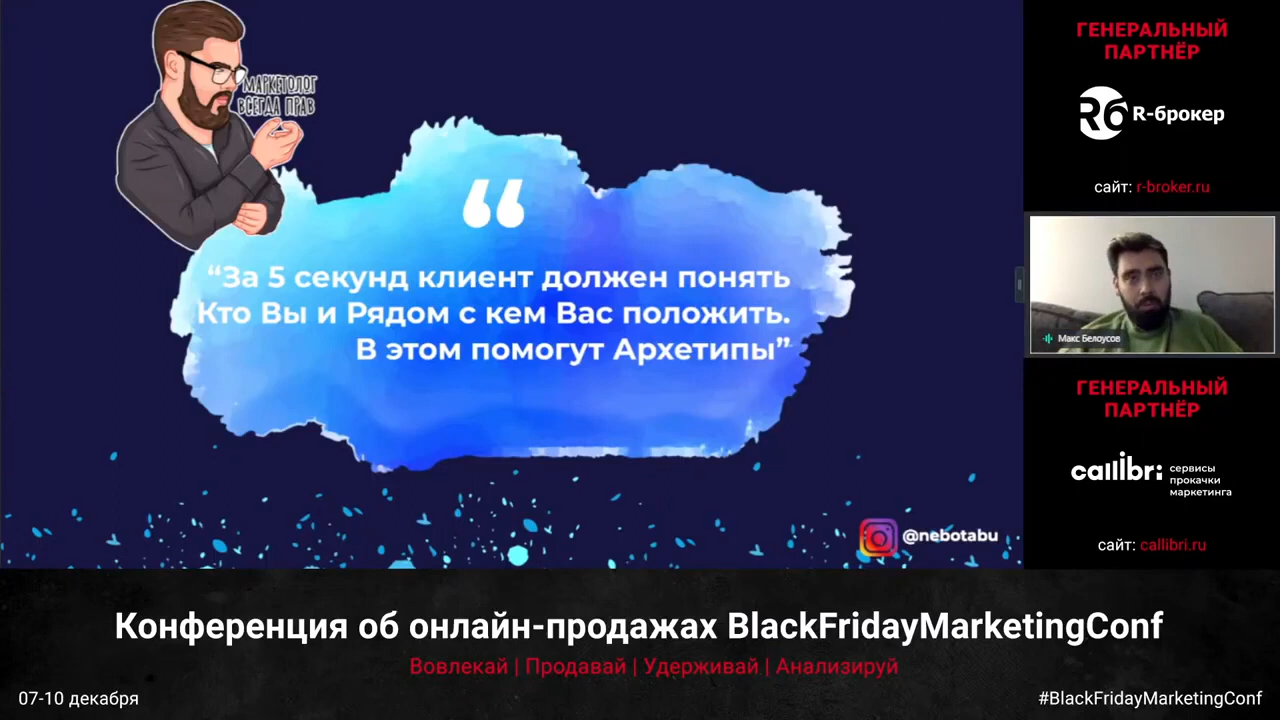 МАРКЕТОЛОГ
ВСЕГДА ПРАВ
“
“За 5 секунд клиент должен понять
Кто Вы и Рядом с кем Вас положить.
В этом помогут Архетипы”
@nebotabu
ГЕНЕРАЛЬНЫЙ
ПАРТНЁР
R6 R-брокер
сайт: r-broker.ru
Макс Белоусов
ГЕНЕРАЛЬНЫЙ
ПАРТНЁР
callibri
сервисы
прокачки
маркетинга
сайт: callibri.ru
Конференция об онлайн-продажах BlackFridayMarketingConf
Вовлекай | Продавай | Удерживай | Анализируй
07-10 декабря
#BlackFridayMarketingConf